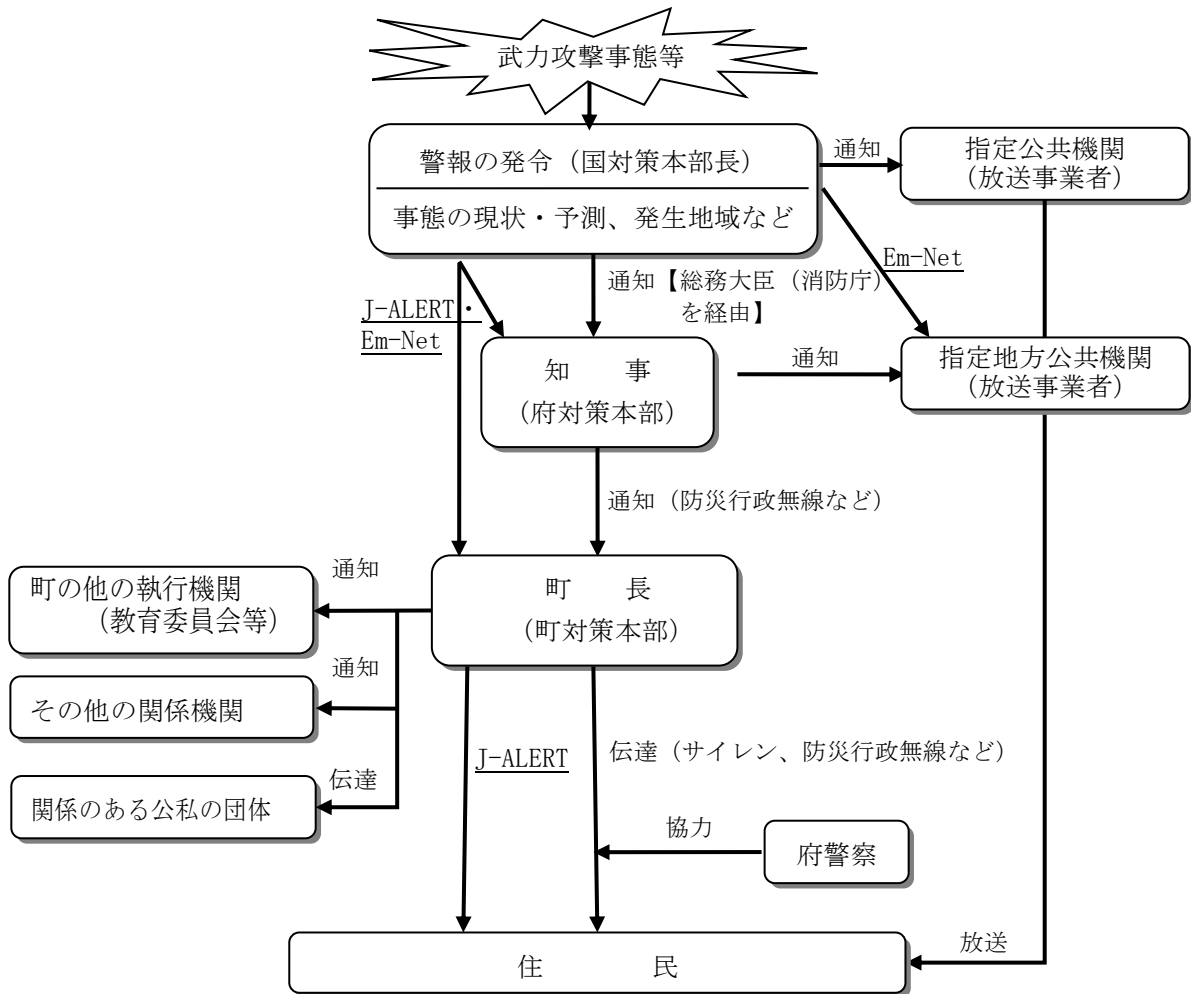 武力攻撃事態等
警報の発令（国対策本部長）
事態の現状・予測、発生地域など
通知
指定公共機関
（放送事業者）
Em-Net
通知【総務大臣（消防庁）
を経由】
J-ALERT・
Em-Net
知　　事
（府対策本部）
通知
指定地方公共機関
（放送事業者）
通知（防災行政無線など）
町　　長
（町対策本部）
通知
町の他の執行機関
（教育委員会等）
通知
その他の関係機関
伝達
関係のある公私の団体
J-ALERT
伝達（サイレン、防災行政無線など）
協力
府警察
放送
住　　　　民